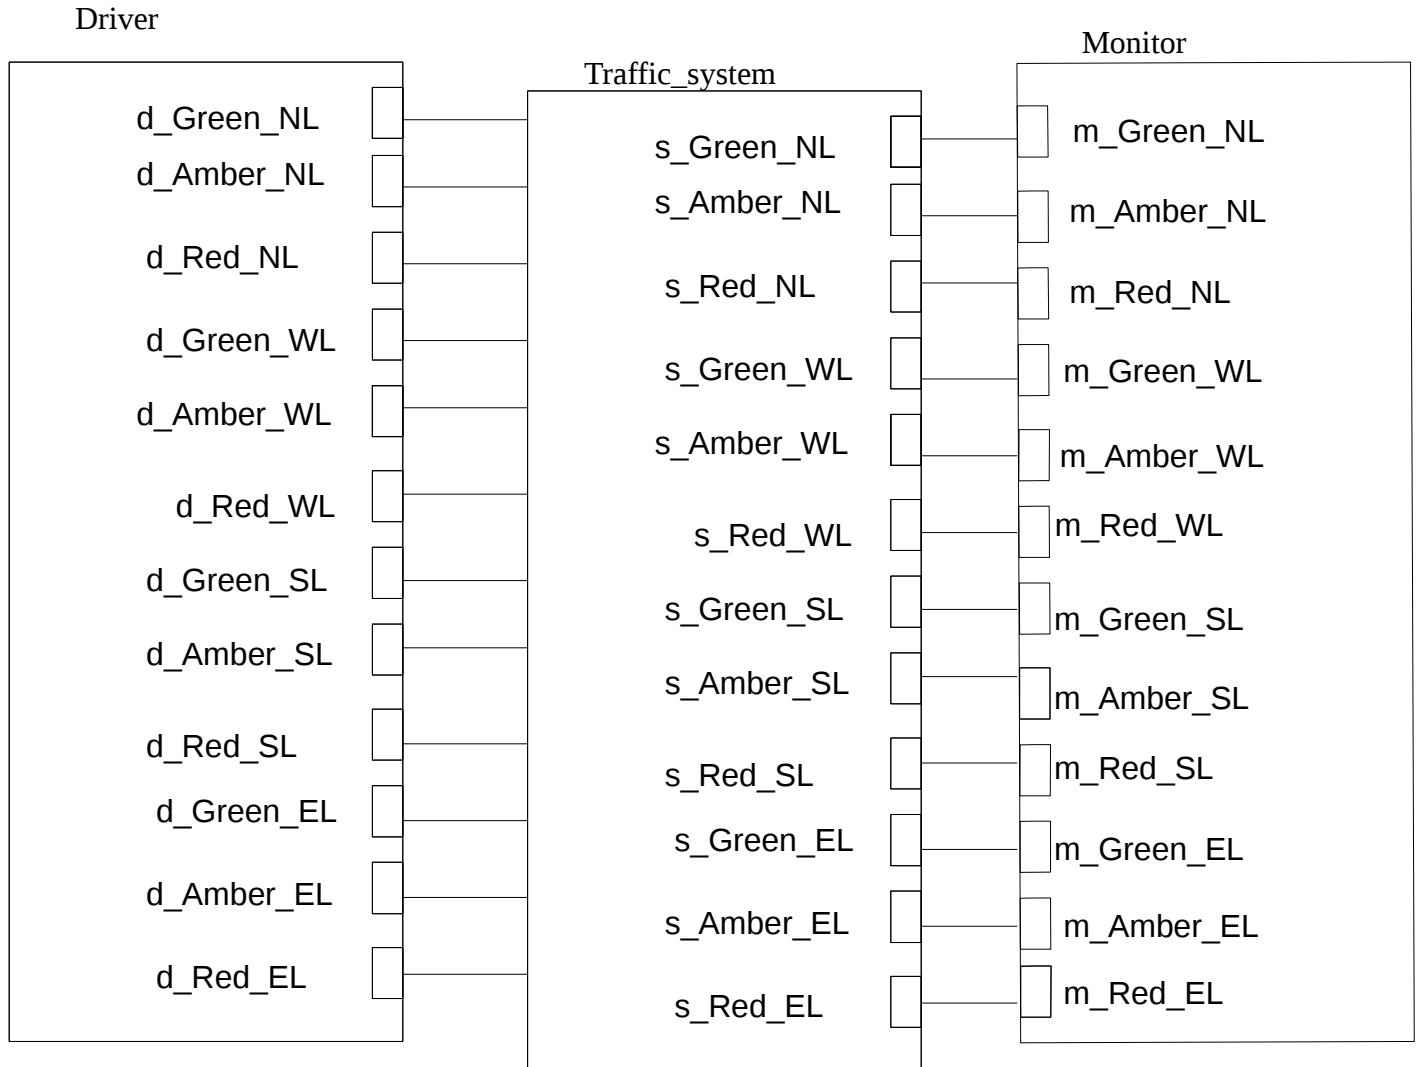 Driver
d_Green_NL
d_Amber_NL
d_Red_NL
d_Green_WL
d_Amber_WL
d_Red_WL
d_Green_SL
d_Amber_SL
d_Red_SL
d_Green_EL
d_Amber_EL
d_Red_EL
Traffic_system
s_Green_NL
s_Amber_NL
s_Red_NL
s_Green_WL
s_Amber_WL
s_Red_WL
s_Green_SL
s_Amber_SL
s_Red_SL
s_Green_EL
s_Amber_EL
s_Red_EL
Monitor
m_Green_NL
m_Amber_NL
m_Red_NL
m_Green_WL
m_Amber_WL
m_Red_WL
m_Green_SL
m_Amber_SL
m_Red_SL
m_Green_EL
m_Amber_EL
m_Red_EL